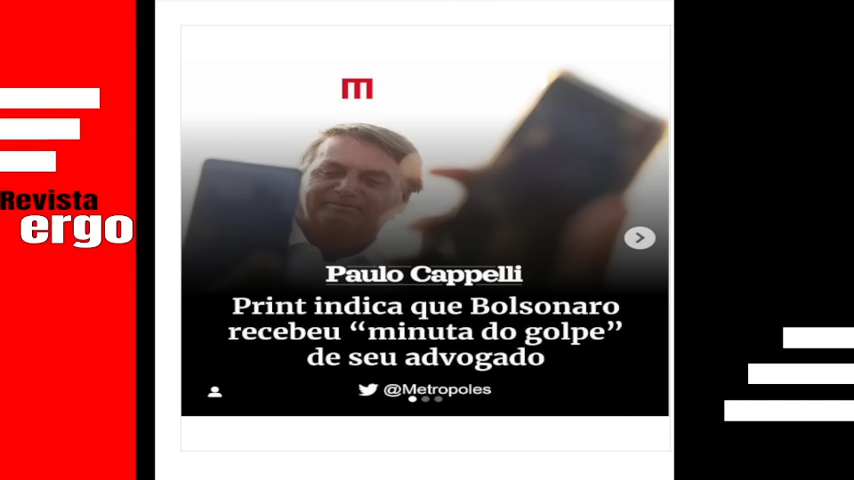 Revista
ergo
m
Paulo Cappelli
Print indica que Bolsonaro
recebeu “minuta do golpe”
de seu advogado
@Metropoles